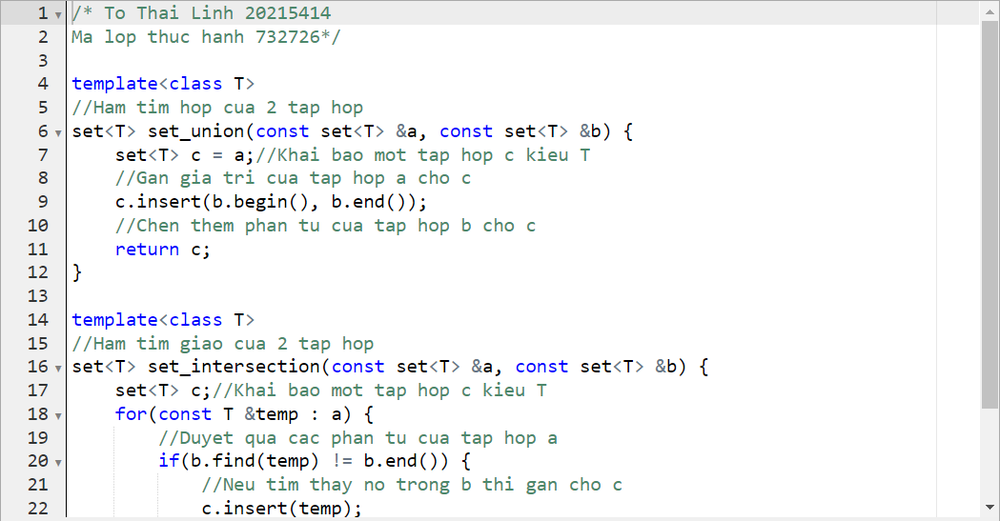 1 /* To Thai Linh 20215414
2 Ma lop thuc hanh 732726*/
3
4 template<class T>
5 //Ham tim hop cua 2 tap hop
6 set<T> set_union(const set<T> &a, const set<T> &b) {
7     set<T> c = a;//Khai bao mot tap hop c kieu T
8     //Gan gia tri cua tap hop a cho c
9     c.insert(b.begin(), b.end());
10     //Chen them phan tu cua tap hop b cho c
11     return c;
12 }
13
14 template<class T>
15 //Ham tim giao cua 2 tap hop
16 set<T> set_intersection(const set<T> &a, const set<T> &b) {
17     set<T> c;//Khai bao mot tap hop c kieu T
18     for(const T &temp : a) {
19         //Duyet qua cac phan tu cua tap hop a
20         if(b.find(temp) != b.end()) {
21             //Neu tim thay no trong b thi gan cho c
22             c.insert(temp);